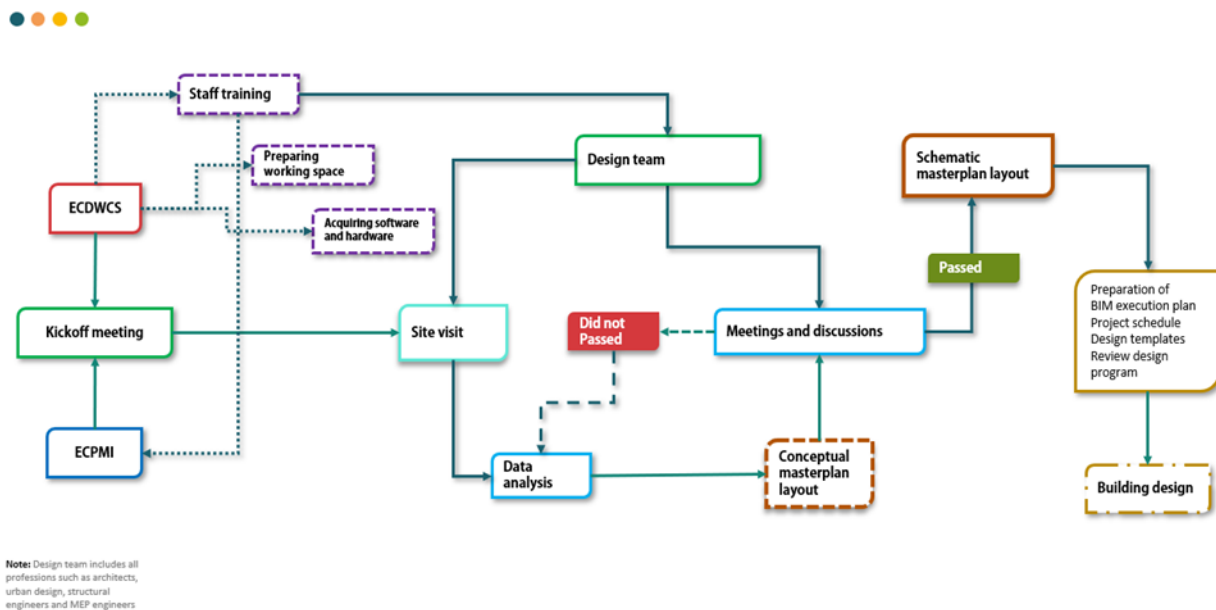 Staff training
Preparing
working space
Design team
Schematic
masterplan layout
ECDWCS
Acquiring software
and hardware
Passed
Preparation of
BIM execution plan
Project schedule
Design templates
Review design
program
Kickoff meeting
Site visit
Did not
Passed
Meetings and discussions
ECPMI
Data
analysis
Conceptual
masterplan
layout
Building design
Note: Design team includes all
professions such as architects,
urban design, structural
engineers and MEP engineers